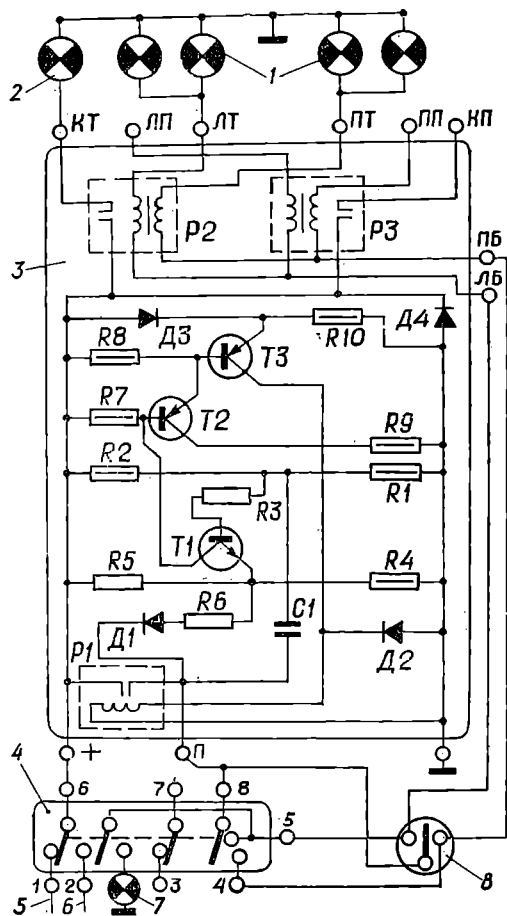 2
1
КТ ЛП ЛТ ПТ ПП КП
Р2 Р3
3
ПБ
ЛБ
Д3 R10 Д4
R8 Т3
R7 Т2 R9
R2 R1
R3
Т1
R5 R4
R6 С1
Д1 Д2
Р1
+ П
4 6 7 8
5
1 2 3 4
5 6 7 8